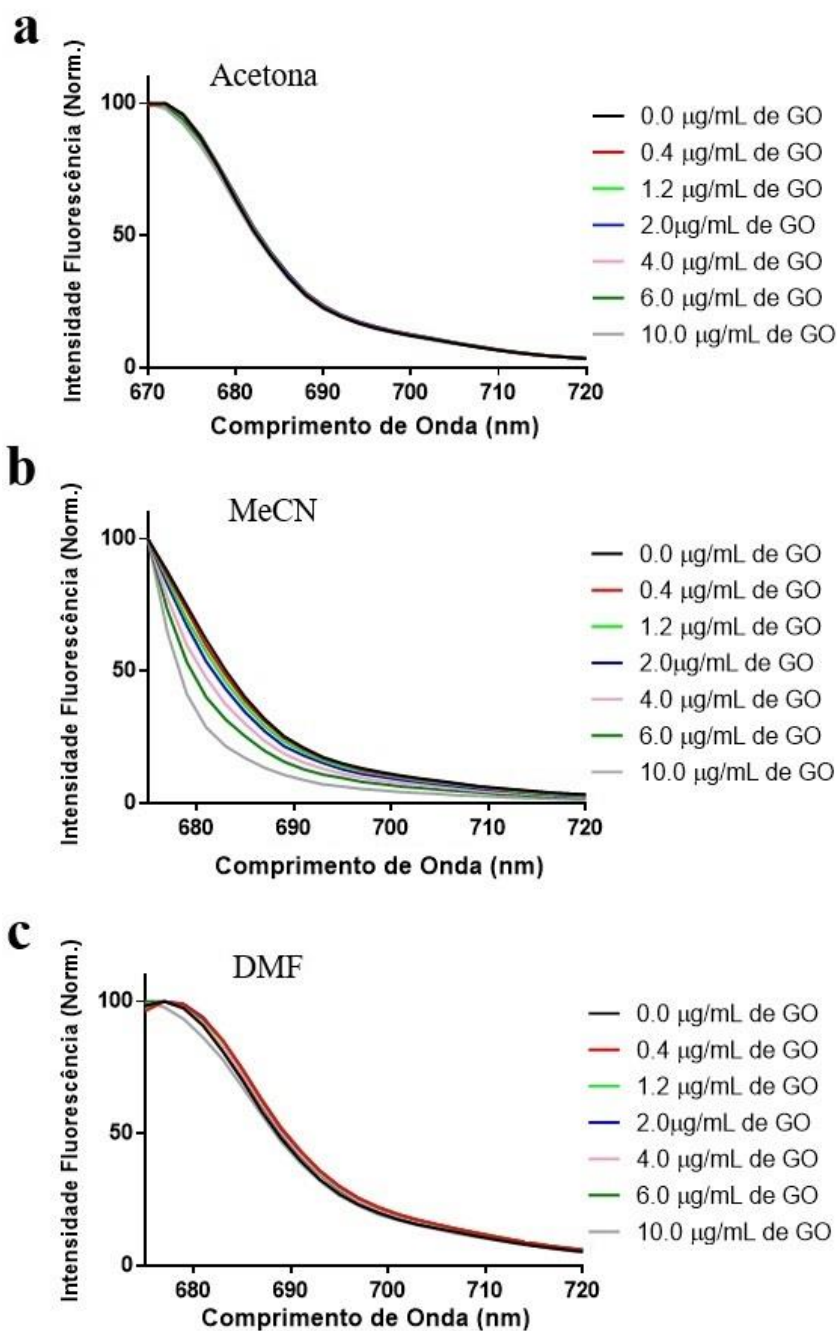 a
Acetona
Intensidade Fluorescência (Norm.)
100
50
0
670 680 690 700 710 720
Comprimento de Onda (nm)
0.0 µg/mL de GO
0.4 µg/mL de GO
1.2 µg/mL de GO
2.0µg/mL de GO
4.0 µg/mL de GO
6.0 µg/mL de GO
10.0 µg/mL de GO
b
MeCN
Intensidade Fluorescência (Norm.)
100
50
0
680 690 700 710 720
Comprimento de Onda (nm)
0.0 µg/mL de GO
0.4 µg/mL de GO
1.2 µg/mL de GO
2.0µg/mL de GO
4.0 µg/mL de GO
6.0 µg/mL de GO
10.0 µg/mL de GO
c
DMF
Intensidade Fluorescência (Norm.)
100
50
0
680 690 700 710 720
Comprimento de Onda (nm)
0.0 µg/mL de GO
0.4 µg/mL de GO
1.2 µg/mL de GO
2.0µg/mL de GO
4.0 µg/mL de GO
6.0 µg/mL de GO
10.0 µg/mL de GO